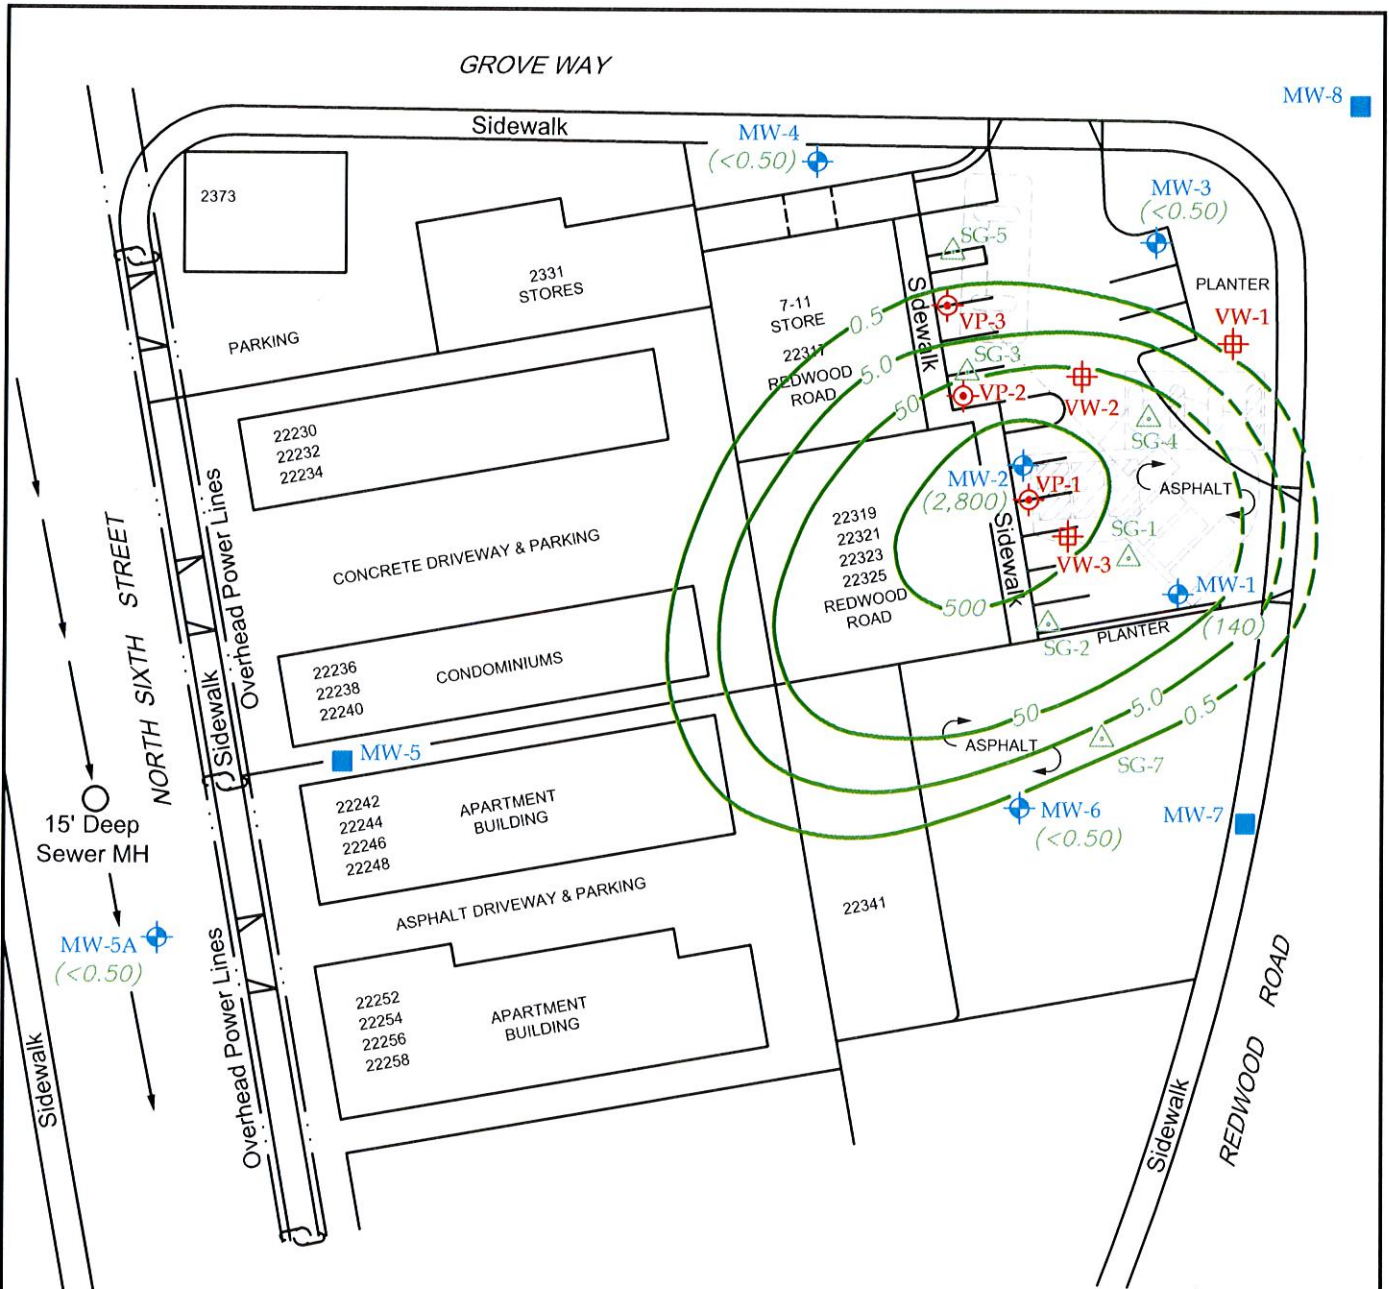 GROVE WAY
MW-8
Sidewalk
MW-4
(<0.50)
MW-3
(<0.50)
2373
SG-5
2331
STORES
PLANTER
7-11
STORE
22317
REDWOOD
ROAD
Sidewalk
VP-3
VW-1
0.5
PARKING
SG-3
5.0
VP-2
50
VW-2
SG-4
22230
22232
22234
MW-2
(2,800)
VP-1
ASPHALT
22319
22321
22323
22325
REDWOOD
ROAD
Sidewalk
SG-1
VW-3
MW-1
500
(140)
PLANTER
SG-2
CONCRETE DRIVEWAY & PARKING
NORTH SIXTH STREET
Overhead Power Lines
Sidewalk
22236
22238
22240
CONDOMINIUMS
50
5.0
0.5
ASPHALT
SG-7
MW-5
22242
22244
22246
22248
APARTMENT
BUILDING
MW-6
(<0.50)
MW-7
15' Deep
Sewer MH
ASPHALT DRIVEWAY & PARKING
22341
MW-5A
(<0.50)
Overhead Power Lines
22252
22254
22256
22258
APARTMENT
BUILDING
Sidewalk
Sidewalk
REDWOOD ROAD